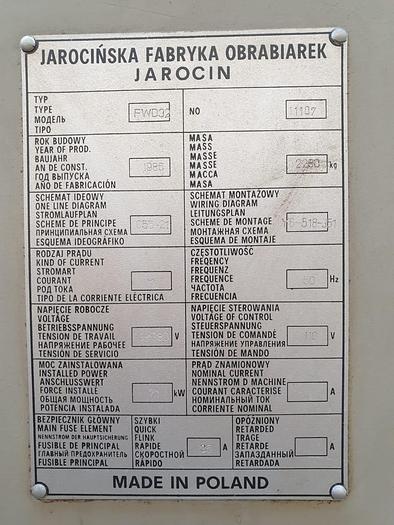 JAROCIŃSKA FABRYKA OBRABIAREK
JAROCIN
TYP
TYPE
МОДЕЛЬ
TIPO
FWD32
NO
1107
ROK BUDOWY
YEAR OF PROD.
BAUJAHR
AN DE CONST.
ГОД ВЫПУСКА
AÑO DE FABRICACIÓN
1986
MASA
MASS
MASSE
MASSE
МАССА
MASA
kg
SCHEMAT IDEOWY
ONE LINE DIAGRAM
STROMLAUFPLAN
SCHEME DE PRINCIPE
ПРИНЦИПИАЛЬНАЯ СХЕМА
ESQUEMA IDEOGRÁFIKO
SCHEMAT MONTAŻOWY
WIRING DIAGRAM
LEITUNGSPLAN
SCHEME DE MONTAGE
МОНТАЖНАЯ СХЕМА
ESQUEMA DE MONTAJE
RODZAJ PRĄDU
KIND OF CURRENT
STROMART
COURANT
РОД ТОКА
TIPO DE LA CORRIENTE ELÉCTRICA
CZĘSTOTLIWOŚĆ
FREQENCY
FREQUENZ
FREQUENCE
ЧАСТОТА
FRECUENCIA
50
Hz
NAPIĘCIE ROBOCZE
VOLTAGE
BETRIEBSSPANNUNG
TENSION DE TRAVAIL
НАПРЯЖЕНИЕ РАБОЧЕЕ
TENSIÓN DE SERVICIO
V
NAPIĘCIE STEROWANIA
VOLTAGE OF CONTROL
STEUERSPANNUNG
TENSION DE COMANDÉ
НАПРЯЖЕНИЕ УПРАВЛЕНИЯ
TENSIÓN DE MANDO
110
V
MOC ZAINSTALOWANA
INSTALLED POWER
ANSCHLUSSWERT
FORCE INSTALLÉ
ОБЩАЯ МОЩНОСТЬ
POTENCIA INSTALADA
kW
PRĄD ZNAMIONOWY
NOMINAL CURRENT
NENNSTROM D MACHINE
COURANT CARACTERISE
НОМИНАЛЬНЫЙ ТОК
CORRIENTE NOMINAL
A
BEZPIECZNIK GŁÓWNY
MAIN FUSE ELEMENT
NENNSTROM DER HAUPTSICHERUNG
FUSIBLE DE PRINCIPAL
ГЛАВНЫЙ ПРЕДОХРАНИТЕЛЬ
FUSIBLE PRINCIPAL
SZYBKI
QUICK
FLINK
RAPIDE
СКОРОСТНОЙ
RÁPIDO
A
OPÓŹNIONY
RETARDED
TRAGE
RETARDE
ЗАПАЗДАННЫЙ
RETARDADA
A
MADE IN POLAND